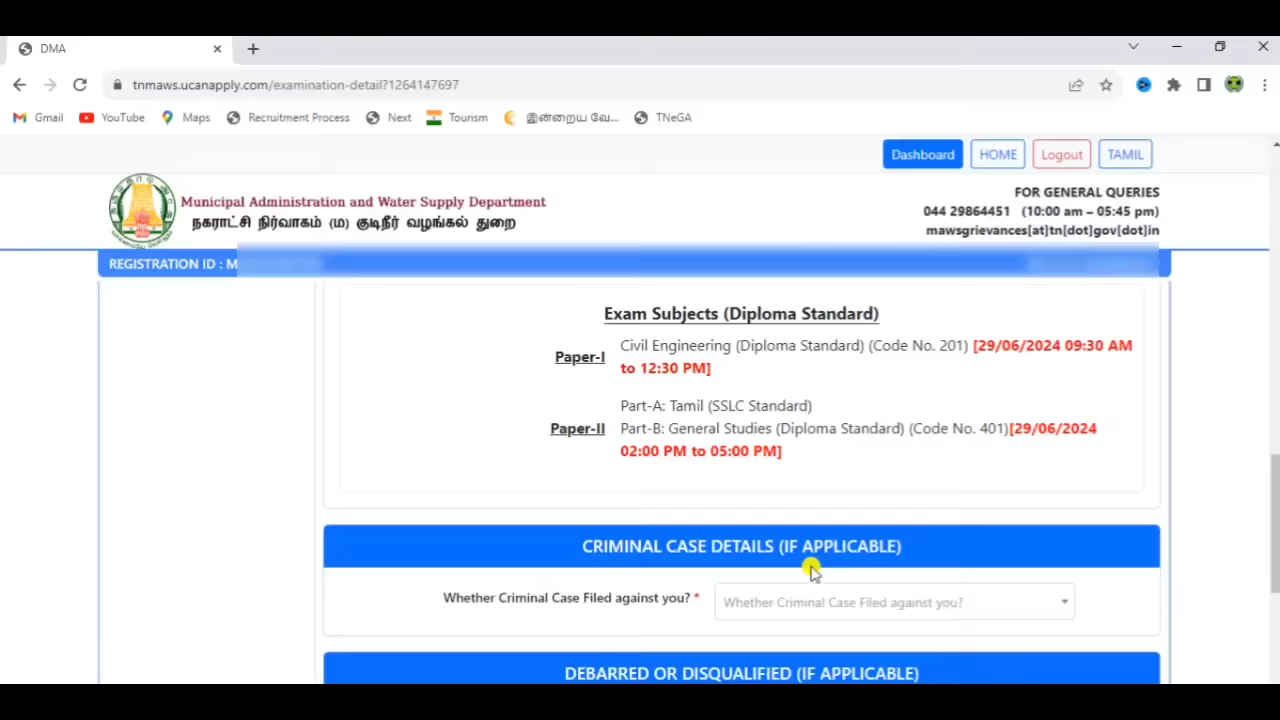 DMA
tnmaws.ucanapply.com/examination-detail?1264147697
Gmail YouTube Maps Recruitment Process Next Tourism இன்றைய வே... TNeGA
Dashboard HOME Logout TAMIL
Municipal Administration and Water Supply Department
நகராட்சி நிர்வாகம் (ம) குடிநீர் வழங்கல் துறை
FOR GENERAL QUERIES
044 29864451 (10:00 am – 05:45 pm)
mawsgrievances[at]tn[dot]gov[dot]in
REGISTRATION ID : M
Exam Subjects (Diploma Standard)
Paper-I
Civil Engineering (Diploma Standard) (Code No. 201) [29/06/2024 09:30 AM
to 12:30 PM]
Paper-II
Part-A: Tamil (SSLC Standard)
Part-B: General Studies (Diploma Standard) (Code No. 401)[29/06/2024
02:00 PM to 05:00 PM]
CRIMINAL CASE DETAILS (IF APPLICABLE)
Whether Criminal Case Filed against you? * Whether Criminal Case Filed against you?
DEBARRED OR DISQUALIFIED (IF APPLICABLE)